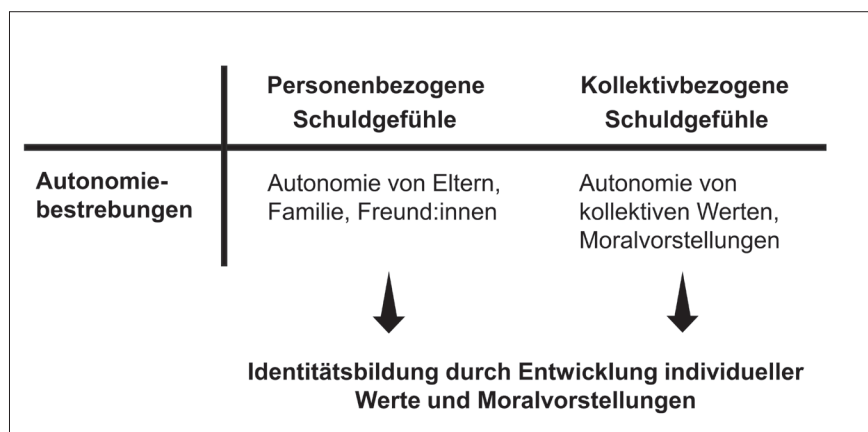 Personenbezogene
Schuldgefühle
Kollektivbezogene
Schuldgefühle
Autonomie-
bestrebungen
Autonomie von Eltern,
Familie, Freund:innen
Autonomie von
kollektiven Werten,
Moralvorstellungen
Identitätsbildung durch Entwicklung individueller
Werte und Moralvorstellungen